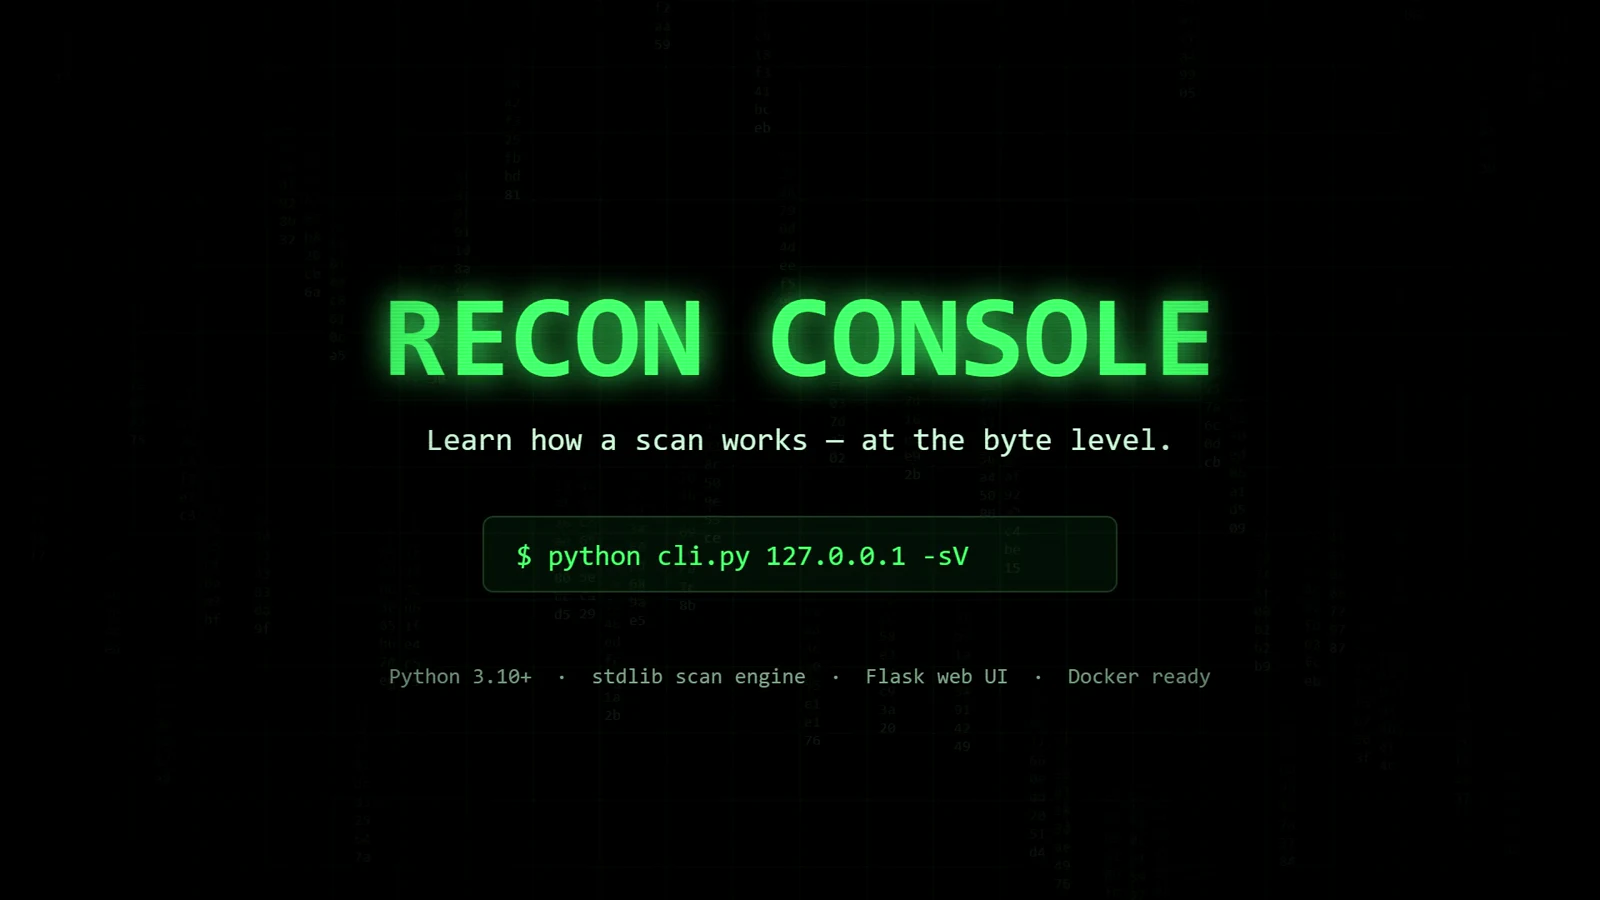 RECON CONSOLE
Learn how a scan works — at the byte level.
$ python cli.py 127.0.0.1 -sV
Python 3.10+ · stdlib scan engine · Flask web UI · Docker ready